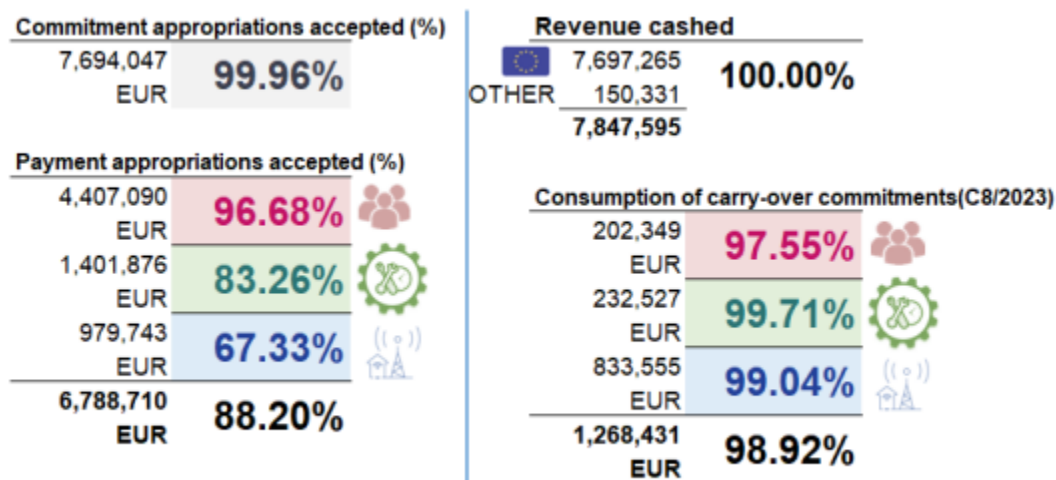 Commitment appropriations accepted (%)
7,694,047
EUR
99.96%
Payment appropriations accepted (%)
4,407,090
EUR
96.68%
1,401,876
EUR
83.26%
979,743
EUR
67.33%
6,788,710
EUR
88.20%
Revenue cashed
7,697,265
OTHER 150,331
7,847,595
100.00%
Consumption of carry-over commitments(C8/2023)
202,349
EUR
97.55%
232,527
EUR
99.71%
833,555
EUR
99.04%
1,268,431
EUR
98.92%